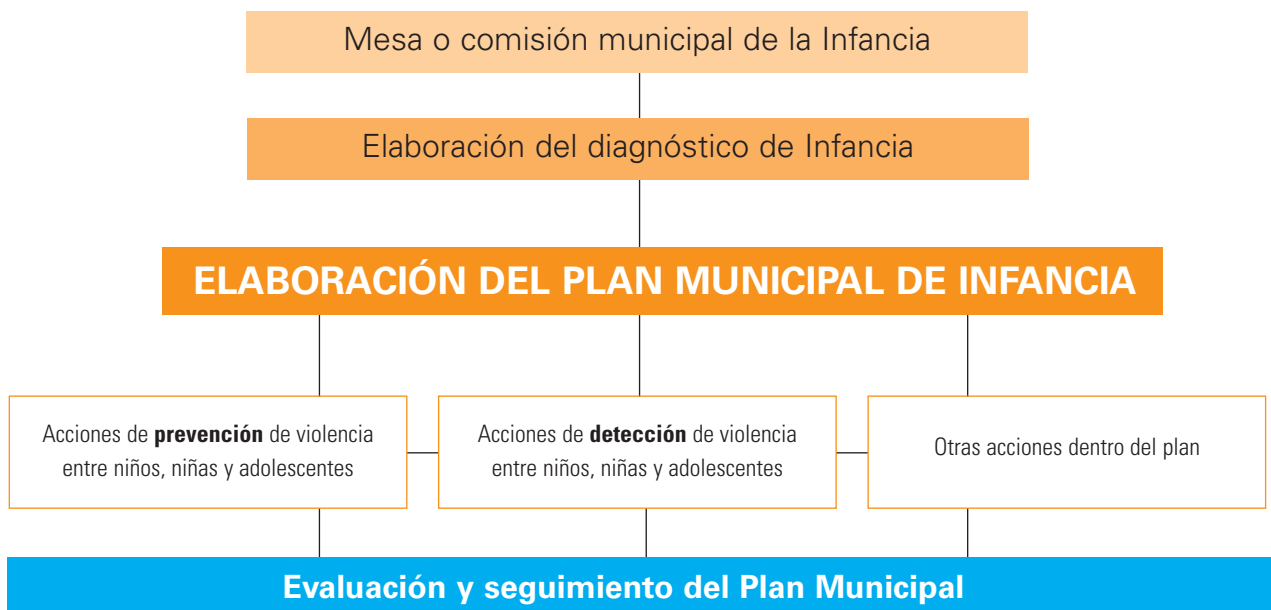 Mesa o comisión municipal de la Infancia
Elaboración del diagnóstico de Infancia
ELABORACIÓN DEL PLAN MUNICIPAL DE INFANCIA
Acciones de prevención de violencia
entre niños, niñas y adolescentes
Acciones de detección de violencia
entre niños, niñas y adolescentes
Otras acciones dentro del plan
Evaluación y seguimiento del Plan Municipal